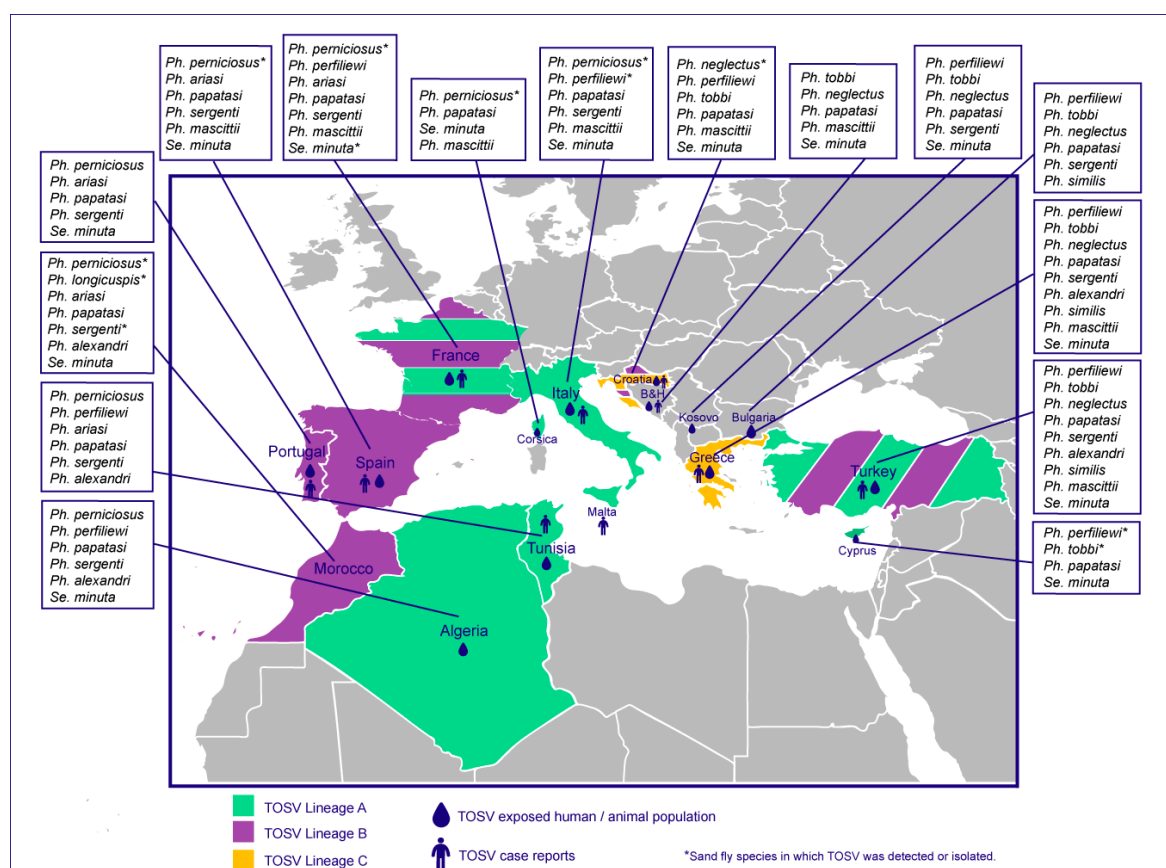 Ph. perniciosus*
Ph. ariasi
Ph. papatasi
Ph. sergenti
Ph. mascittii
Se. minuta
Ph. perniciosus*
Ph. perfiliewi
Ph. ariasi
Ph. papatasi
Ph. sergenti
Ph. mascittii
Se. minuta*
Ph. perniciosus*
Ph. papatasi
Se. minuta
Ph. mascittii
Ph. perniciosus*
Ph. perfiliewi*
Ph. papatasi
Ph. sergenti
Ph. mascittii
Se. minuta
Ph. neglectus*
Ph. perfiliewi
Ph. tobbi
Ph. papatasi
Ph. mascittii
Se. minuta
Ph. tobbi
Ph. neglectus
Ph. papatasi
Ph. mascittii
Se. minuta
Ph. perfiliewi
Ph. tobbi
Ph. neglectus
Ph. papatasi
Ph. sergenti
Se. minuta
Ph. perfiliewi
Ph. tobbi
Ph. neglectus
Ph. papatasi
Ph. sergenti
Ph. similis
Ph. perniciosus
Ph. ariasi
Ph. papatasi
Ph. sergenti
Se. minuta
Ph. perniciosus*
Ph. longicuspis*
Ph. ariasi
Ph. papatasi
Ph. sergenti*
Ph. alexandri
Se. minuta
Ph. perniciosus
Ph. perfiliewi
Ph. ariasi
Ph. papatasi
Ph. sergenti
Ph. alexandri
Ph. perniciosus
Ph. perfiliewi
Ph. papatasi
Ph. sergenti
Ph. alexandri
Se. minuta
Ph. perfiliewi
Ph. tobbi
Ph. neglectus
Ph. papatasi
Ph. sergenti
Ph. alexandri
Ph. similis
Ph. mascittii
Se. minuta
Ph. perfiliewi
Ph. tobbi
Ph. neglectus
Ph. papatasi
Ph. sergenti
Ph. alexandri
Ph. similis
Ph. mascittii
Se. minuta
Ph. perfiliewi*
Ph. tobbi*
Ph. papatasi
Se. minuta
France
Croatia
Italy
B&H
Kosovo
Bulgaria
Corsica
Portugal
Spain
Greece
Turkey
Malta
Cyprus
Tunisia
Morocco
Algeria
TOSV Lineage A
TOSV Lineage B
TOSV Lineage C
TOSV exposed human / animal population
TOSV case reports
*Sand fly species in which TOSV was detected or isolated.